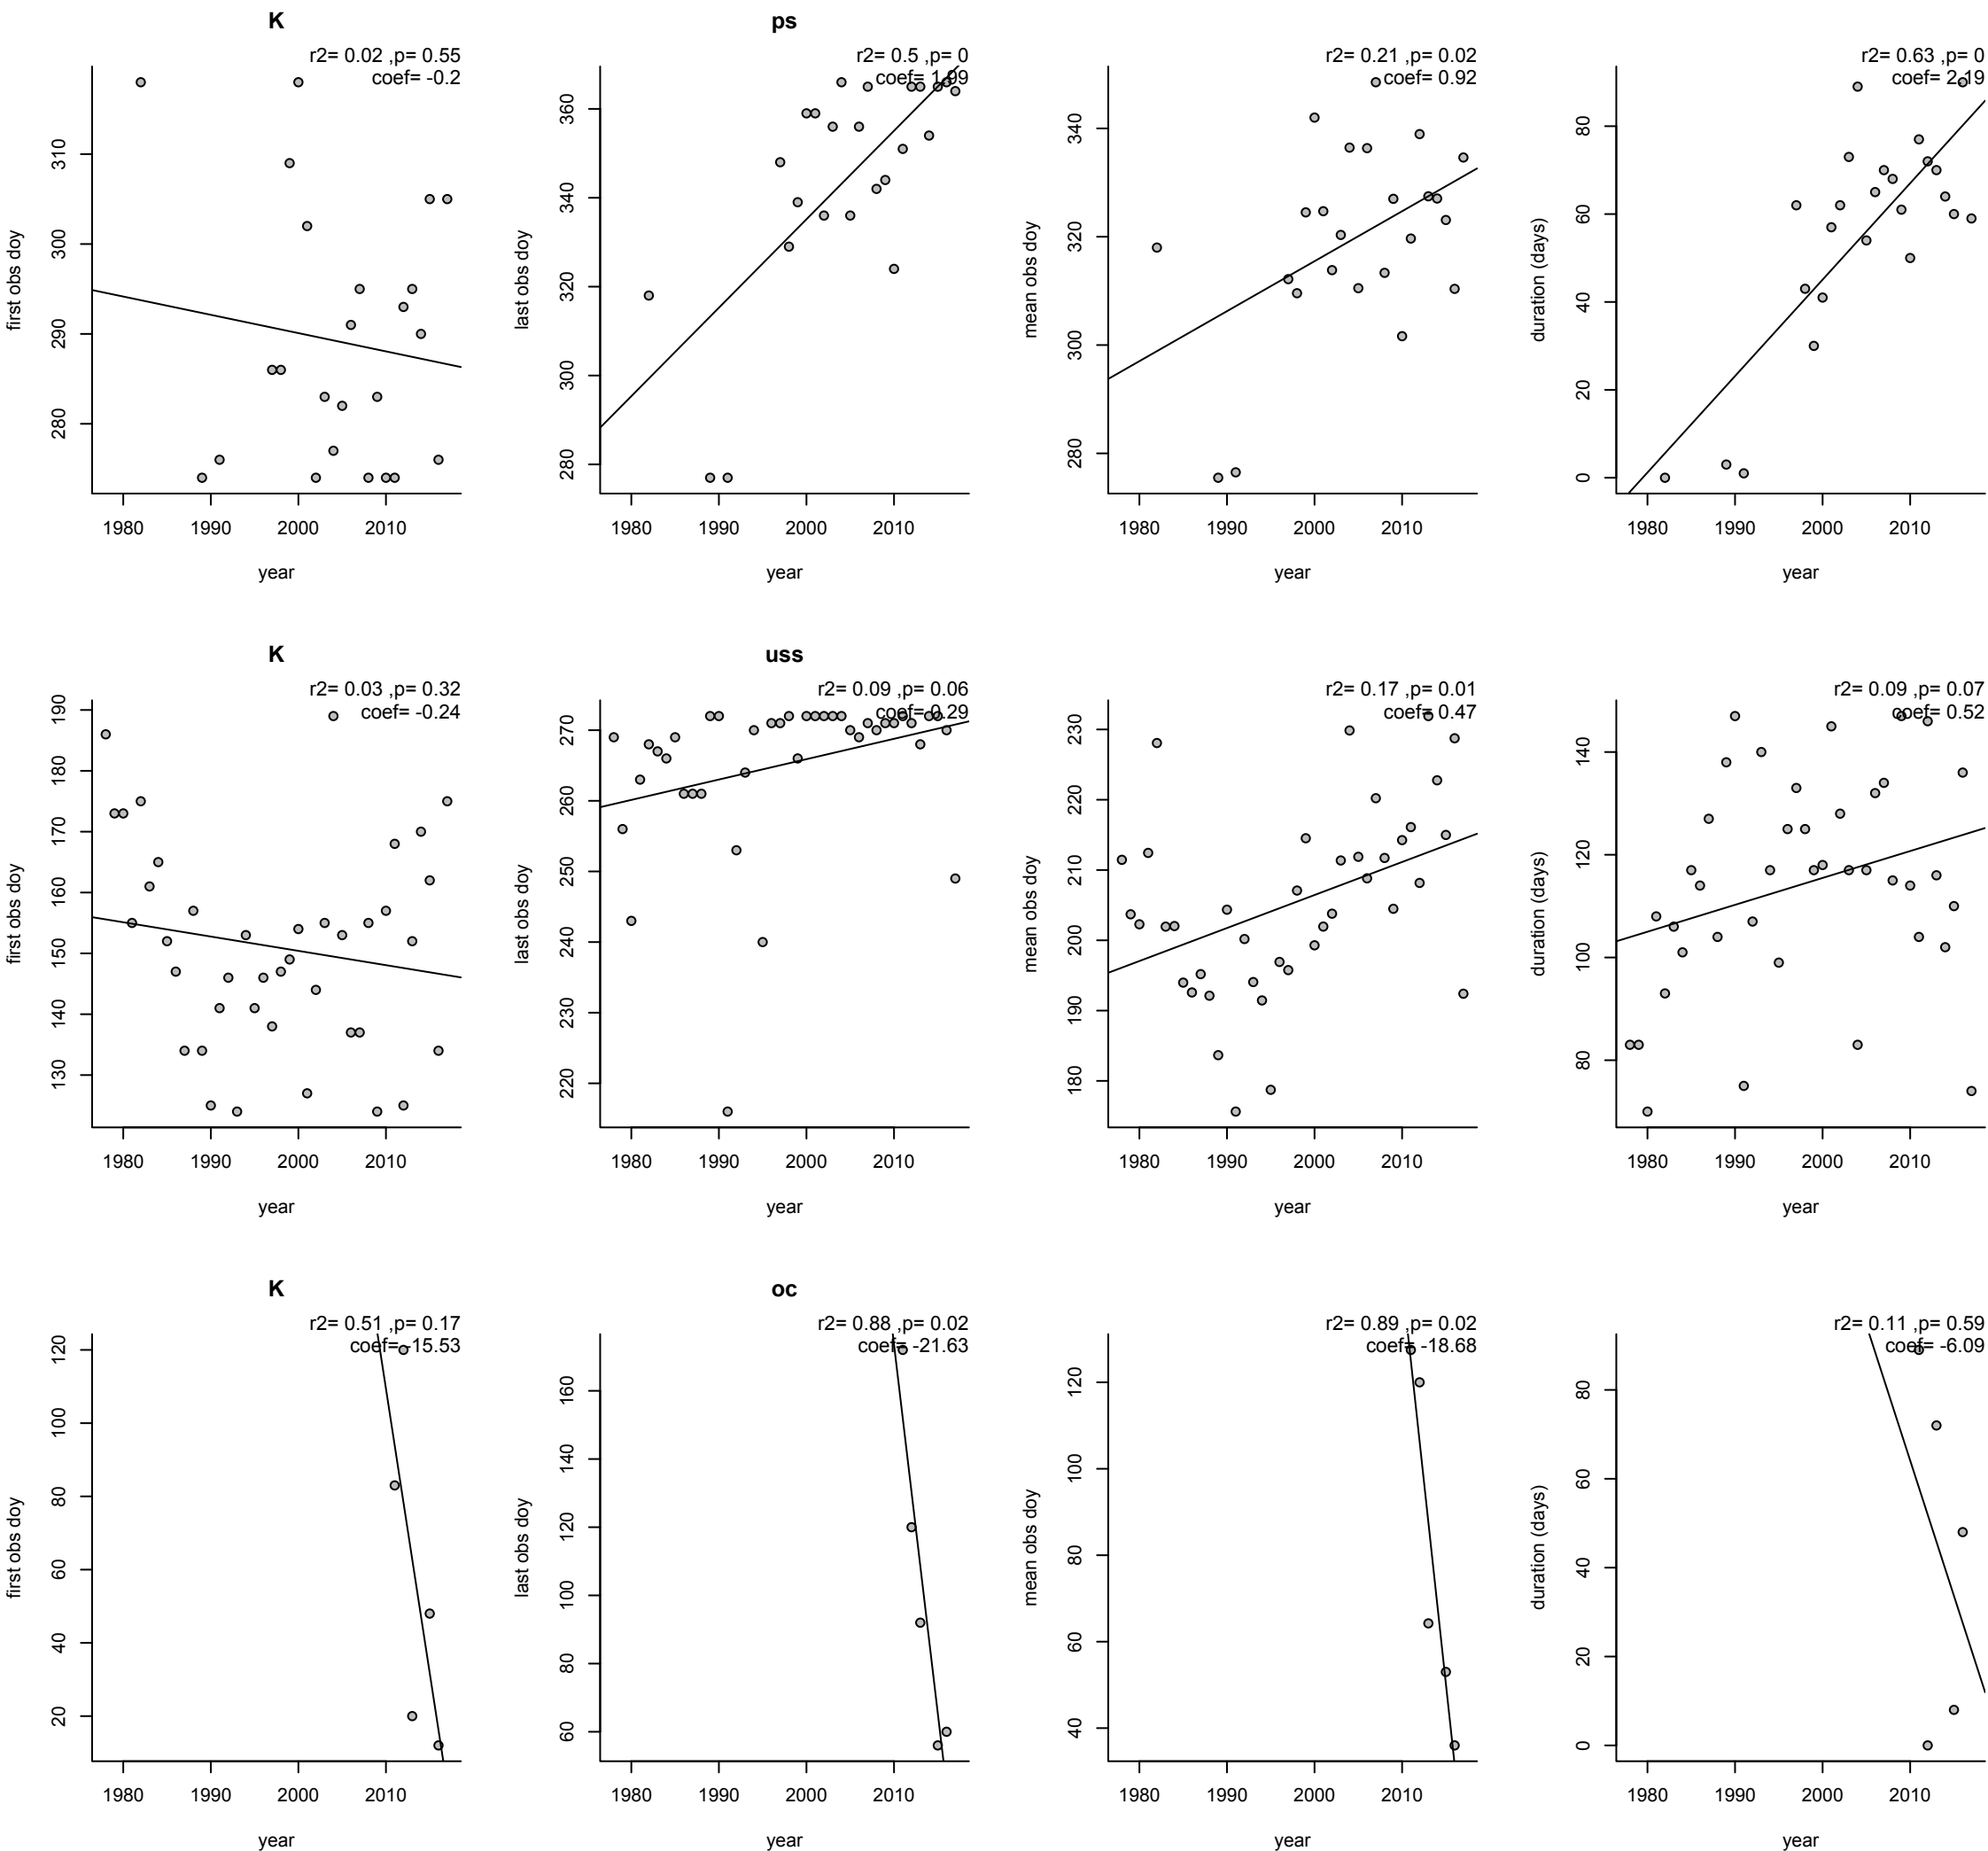 K
r2= 0.02 ,p= 0.55
coef= -0.2
first obs doy
310
300
290
280
1980 1990 2000 2010
year
ps
r2= 0.5 ,p= 0
coef= 1.99
last obs doy
360
340
320
300
280
1980 1990 2000 2010
year
r2= 0.21 ,p= 0.02
coef= 0.92
mean obs doy
340
320
300
280
1980 1990 2000 2010
year
r2= 0.63 ,p= 0
coef= 2.19
duration (days)
80
60
40
20
0
1980 1990 2000 2010
year
K
r2= 0.03 ,p= 0.32
coef= -0.24
first obs doy
190
180
170
160
150
140
130
1980 1990 2000 2010
year
uss
r2= 0.09 ,p= 0.06
coef= 0.29
last obs doy
270
260
250
240
230
220
1980 1990 2000 2010
year
r2= 0.17 ,p= 0.01
coef= 0.47
mean obs doy
230
220
210
200
190
180
1980 1990 2000 2010
year
r2= 0.09 ,p= 0.07
coef= 0.52
duration (days)
140
120
100
80
1980 1990 2000 2010
year
K
r2= 0.51 ,p= 0.17
coef= -15.53
first obs doy
120
100
80
60
40
20
1980 1990 2000 2010
year
oc
r2= 0.88 ,p= 0.02
coef= -21.63
last obs doy
160
140
120
100
80
60
1980 1990 2000 2010
year
r2= 0.89 ,p= 0.02
coef= -18.68
mean obs doy
120
100
80
60
40
1980 1990 2000 2010
year
r2= 0.11 ,p= 0.59
coef= -6.09
duration (days)
80
60
40
20
0
1980 1990 2000 2010
year